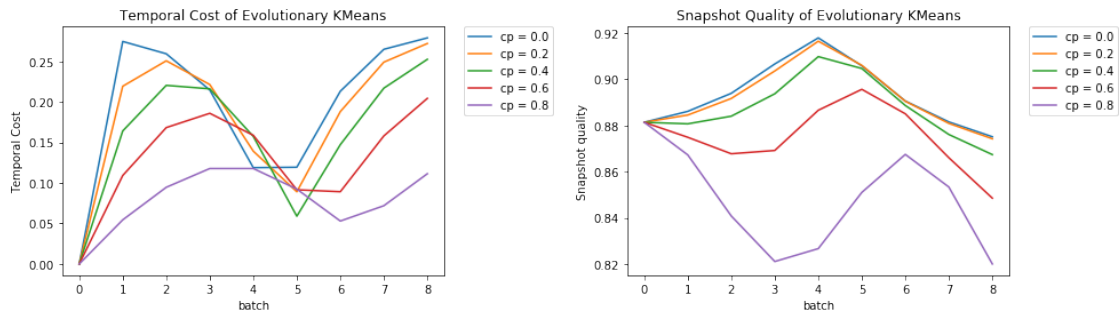 Temporal Cost of Evolutionary KMeans
Temporal Cost
0.25
0.20
0.15
0.10
0.05
0.00
0 1 2 3 4 5 6 7 8
batch
cp = 0.0
cp = 0.2
cp = 0.4
cp = 0.6
cp = 0.8
Snapshot Quality of Evolutionary KMeans
Snapshot quality
0.92
0.90
0.88
0.86
0.84
0.82
0 1 2 3 4 5 6 7 8
batch
cp = 0.0
cp = 0.2
cp = 0.4
cp = 0.6
cp = 0.8